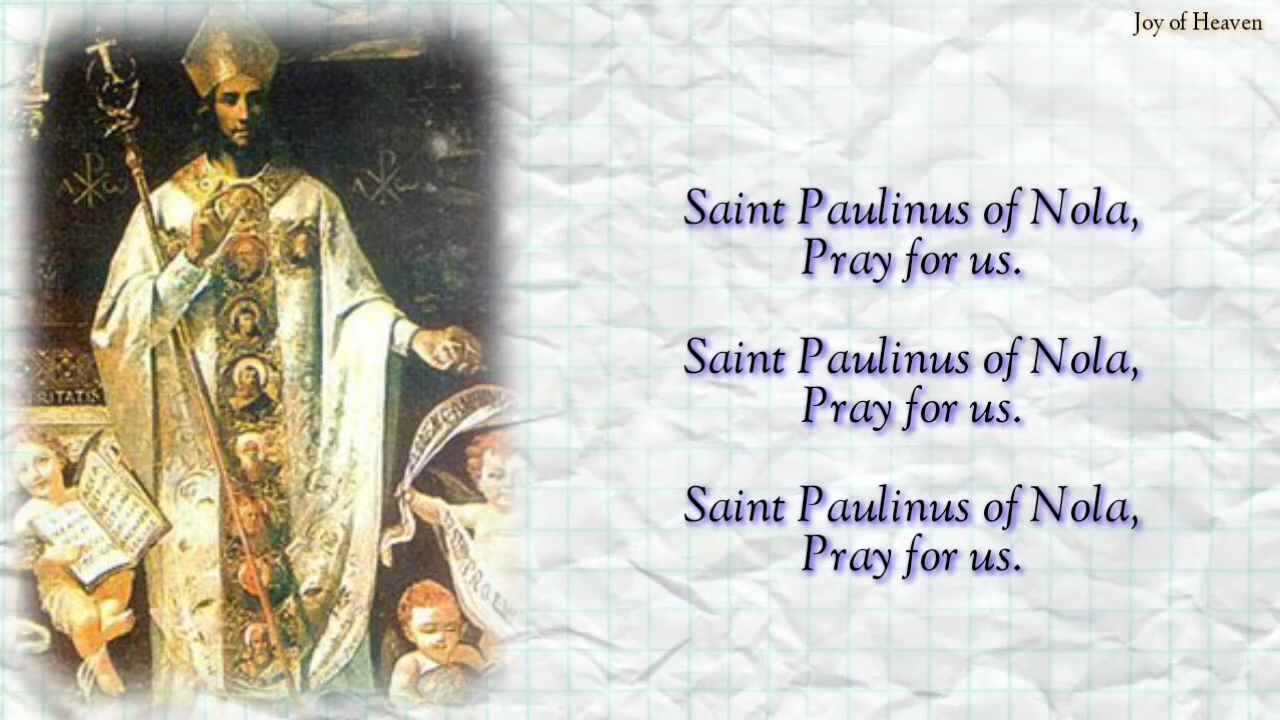 Joy of Heaven
Saint Paulinus of Nola,
Pray for us.
Saint Paulinus of Nola,
Pray for us.
Saint Paulinus of Nola,
Pray for us.